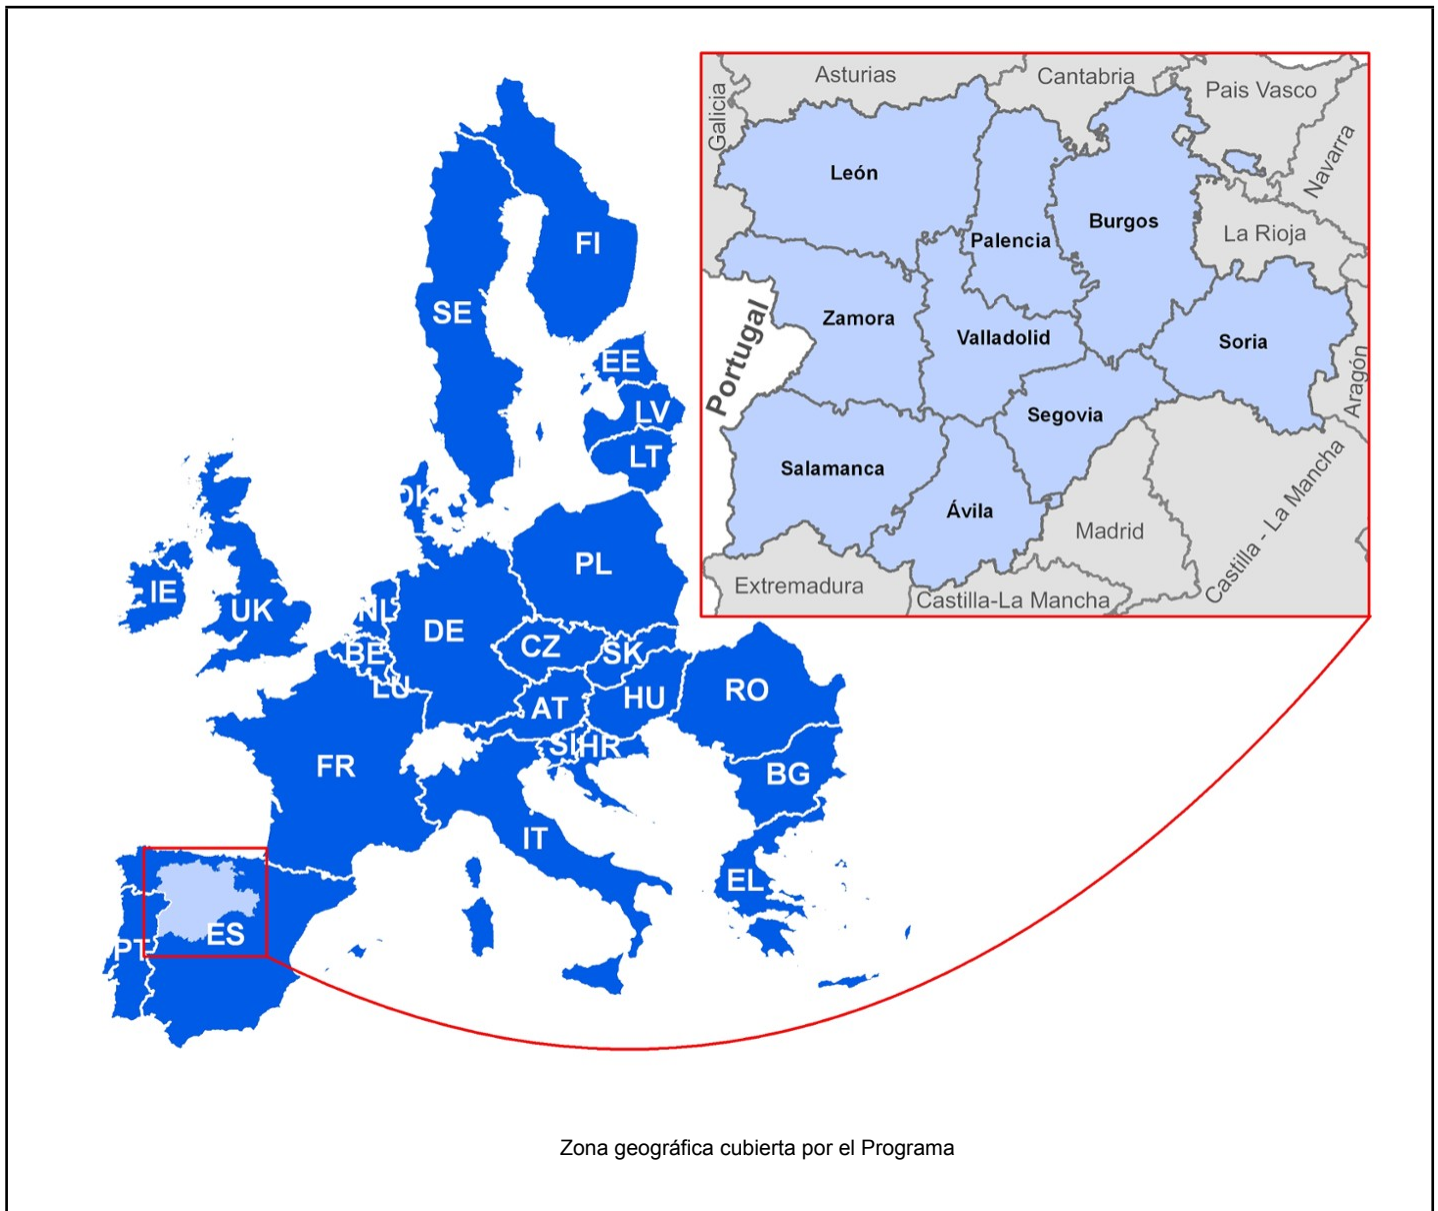 Asturias
Cantabria
Pais Vasco
Galicia
Navarra
León
Burgos
Palencia
La Rioja
Zamora
Valladolid
Soria
Portugal
Aragón
Segovia
Salamanca
Ávila
Madrid
Castilla - La Mancha
Extremadura
Castilla-La Mancha
FI
SE
EE
LV
LT
DK
PL
IE
UK
NL
DE
CZ
BE
SK
LU
AT
HU
RO
SI
HR
FR
BG
IT
EL
ES
PT
Zona geográfica cubierta por el Programa